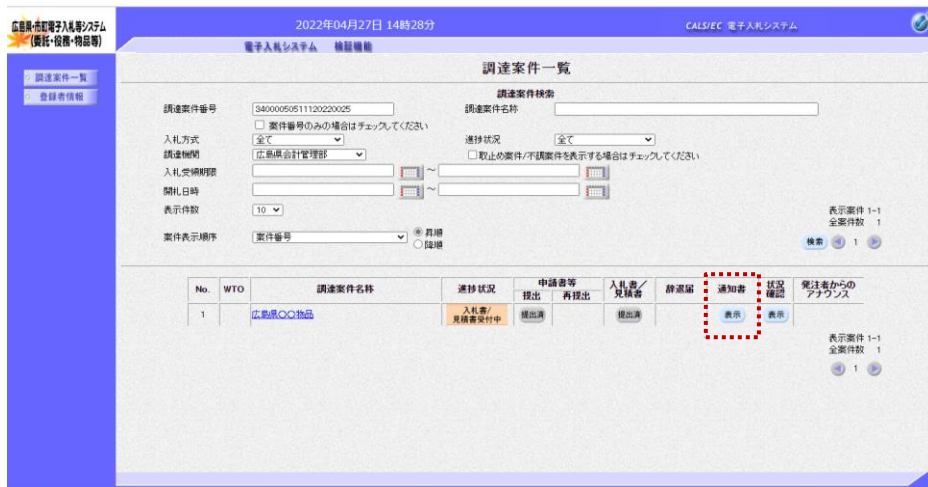 広島県・市町電子入札等システム
(委託・役務・物品等)
2022年04月27日 14時28分
CALS/EC 電子入札システム
電子入札システム 検証機能
調達案件一覧
登録者情報
調達案件一覧
調達案件検索
調達案件番号 34000050511120220025 調達案件名称
案件番号のみの場合はチェックしてください
入札方式 全て 進捗状況 全て
調達機関 広島県会計管理部 取止め案件/不調案件を表示する場合はチェックしてください
入札受領期限 ~
開札日時 ~
表示件数 10
表示案件 1-1
全案件数 1
案件表示順序 案件番号 昇順
降順
検索 1
No. WTO 調達案件名称 進捗状況 申請書等 入札書/見積書 辞退届 通知書 状況確認 発注者からのアナウンス
提出 再提出
1 広島県〇〇物品 入札書/見積書受付中 提出済 提出済 表示 表示
表示案件 1-1
全案件数 1
1